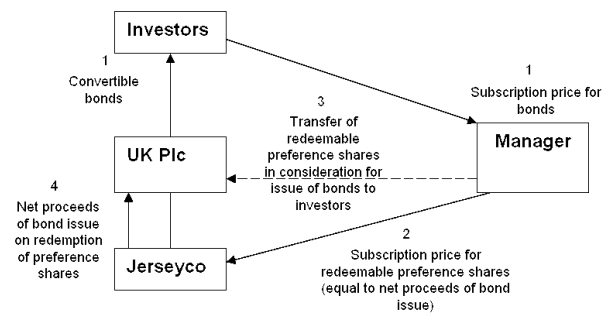 Investors
1
Convertible
bonds
1
Subscription price for
bonds
Manager
3
Transfer of
redeemable
preference shares
in consideration for
issue of bonds to
investors
UK Plc
4
Net proceeds
of bond issue
on redemption
of preference
shares
Jerseyco
2
Subscription price for
redeemable preference shares
(equal to net proceeds of bond
issue)